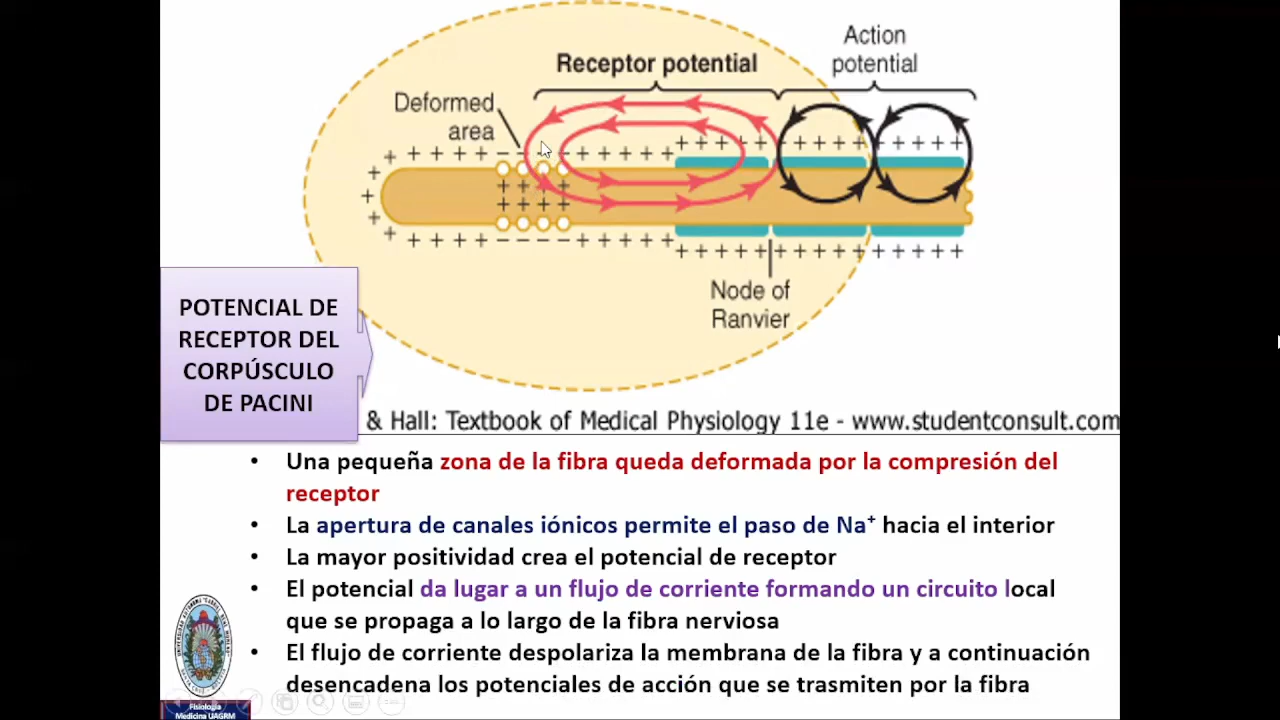 Receptor potential
Action
potential
Deformed
area
Node of
Ranvier
POTENCIAL DE
RECEPTOR DEL
CORPÚSCULO
DE PACINI
& Hall: Textbook of Medical Physiology 11e - www.studentconsult.com
• Una pequeña zona de la fibra queda deformada por la compresión del
receptor
• La apertura de canales iónicos permite el paso de Na⁺ hacia el interior
• La mayor positividad crea el potencial de receptor
• El potencial da lugar a un flujo de corriente formando un circuito local
que se propaga a lo largo de la fibra nerviosa
• El flujo de corriente despolariza la membrana de la fibra y a continuación
desencadena los potenciales de acción que se trasmiten por la fibra
Fisiología
Medicina UAGRM